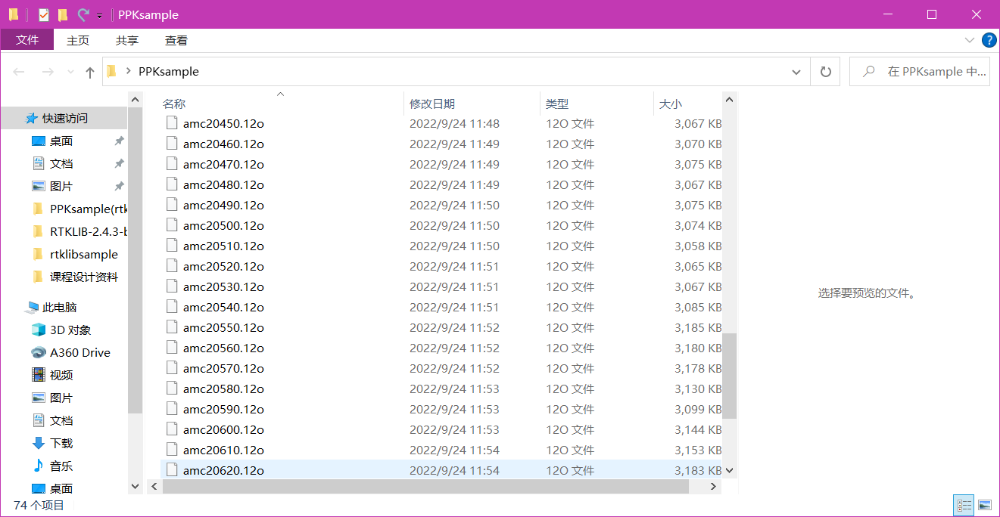 PPKsample
文件 主页 共享 查看
PPKsample
在 PPKsample 中...
快速访问
桌面
文档
图片
PPKsample(rtk
RTKLIB-2.4.3-b
rtklibsample
课程设计资料
此电脑
3D 对象
A360 Drive
视频
图片
文档
下载
音乐
桌面
名称 修改日期 类型 大小
amc20450.12o 2022/9/24 11:48 12O 文件 3,067 KB
amc20460.12o 2022/9/24 11:49 12O 文件 3,070 KB
amc20470.12o 2022/9/24 11:49 12O 文件 3,075 KB
amc20480.12o 2022/9/24 11:49 12O 文件 3,067 KB
amc20490.12o 2022/9/24 11:50 12O 文件 3,075 KB
amc20500.12o 2022/9/24 11:50 12O 文件 3,074 KB
amc20510.12o 2022/9/24 11:50 12O 文件 3,058 KB
amc20520.12o 2022/9/24 11:51 12O 文件 3,065 KB
amc20530.12o 2022/9/24 11:51 12O 文件 3,067 KB
amc20540.12o 2022/9/24 11:51 12O 文件 3,085 KB
amc20550.12o 2022/9/24 11:52 12O 文件 3,185 KB
amc20560.12o 2022/9/24 11:52 12O 文件 3,180 KB
amc20570.12o 2022/9/24 11:52 12O 文件 3,178 KB
amc20580.12o 2022/9/24 11:53 12O 文件 3,130 KB
amc20590.12o 2022/9/24 11:53 12O 文件 3,099 KB
amc20600.12o 2022/9/24 11:53 12O 文件 3,144 KB
amc20610.12o 2022/9/24 11:54 12O 文件 3,153 KB
amc20620.12o 2022/9/24 11:54 12O 文件 3,183 KB
选择要预览的文件。
74 个项目